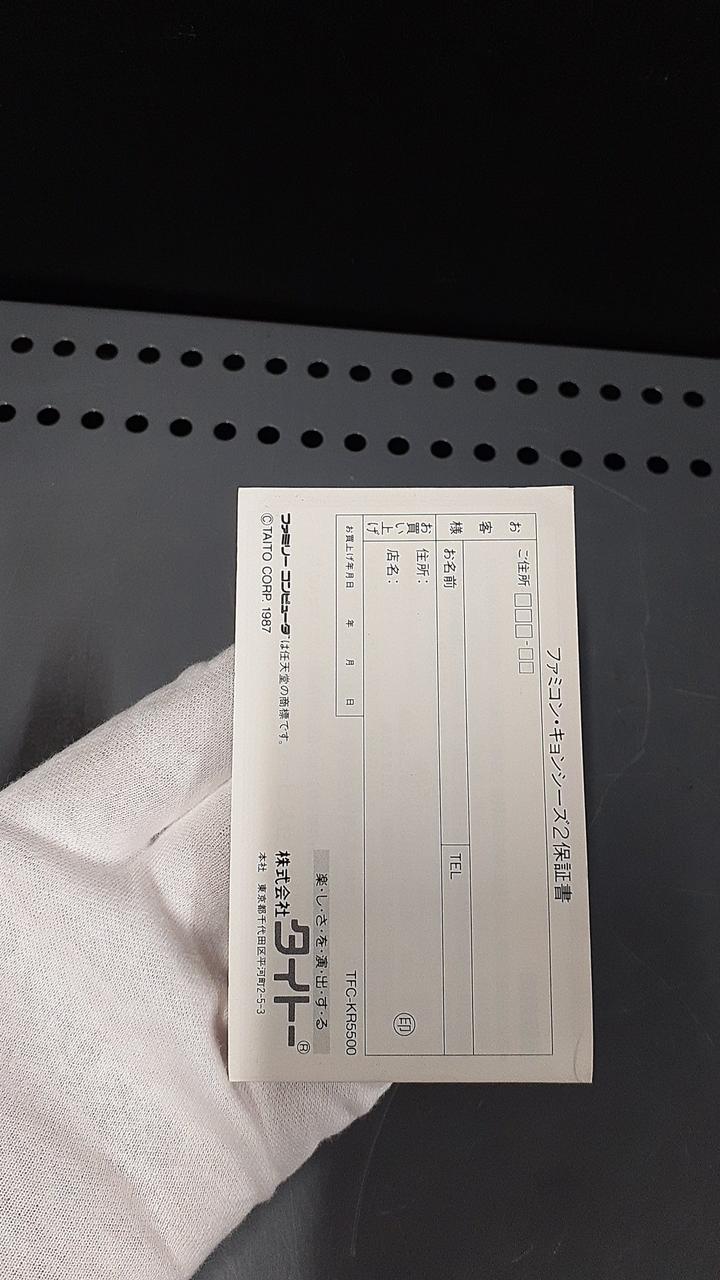 ファミコン・キョンシーズ2保証書
お客様
ご住所 □□□-□□
お名前
TEL
お買い上げ
住所：
店名：
印
お買上げ年月日 年 月 日
TFC-KR5500
楽・し・さ・を・演・出・す・る
ファミリーコンピュータ™は任天堂の商標です。
株式会社タイトー®
©TAITO CORP. 1987
本社 東京都千代田区平河町2-5-3